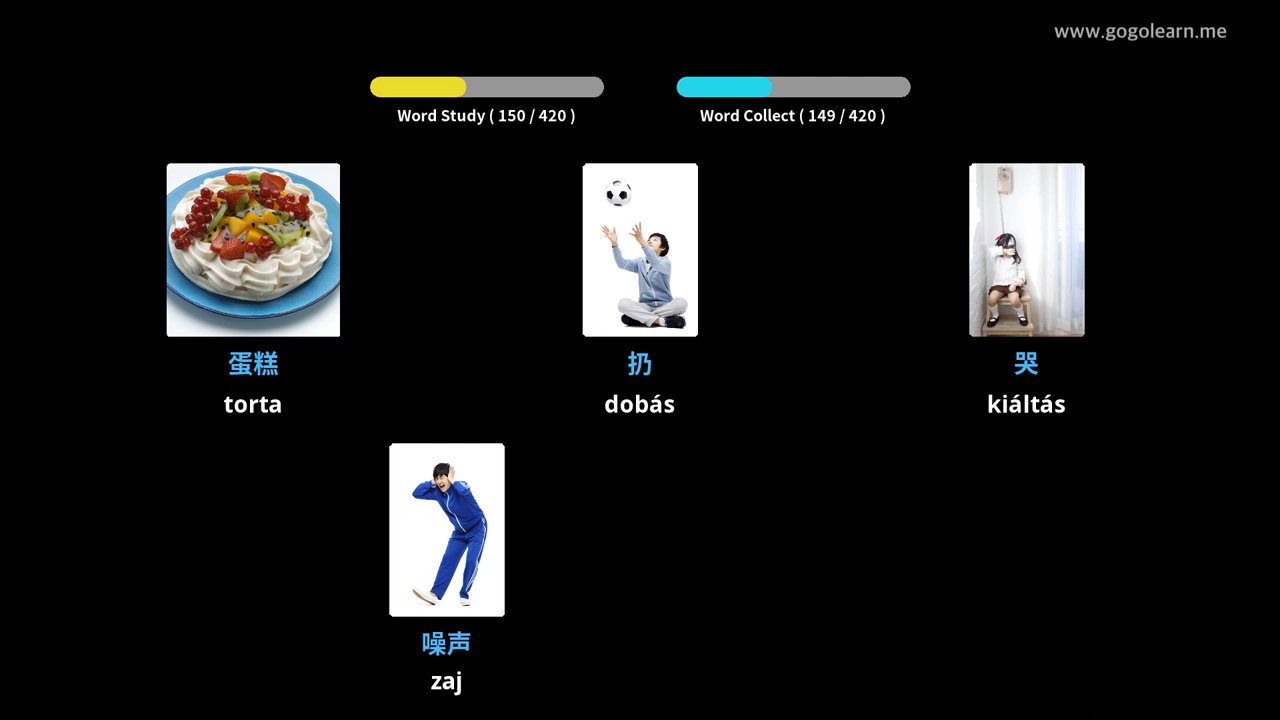 www.gogolearn.me
Word Study ( 150 / 420 )
Word Collect ( 149 / 420 )
蛋糕
torta
扔
dobás
哭
kiáltás
噪声
zaj